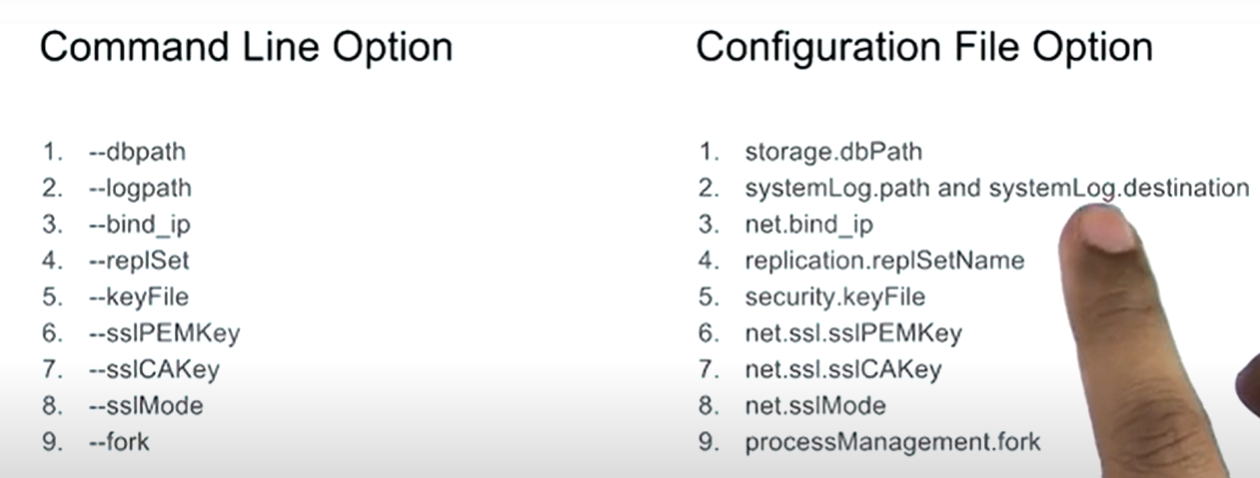 Command Line Option
1. --dbpath
2. --logpath
3. --bind_ip
4. --replSet
5. --keyFile
6. --sslPEMKey
7. --sslCAKey
8. --sslMode
9. --fork
Configuration File Option
1. storage.dbPath
2. systemLog.path and systemLog.destination
3. net.bind_ip
4. replication.replSetName
5. security.keyFile
6. net.ssl.sslPEMKey
7. net.ssl.sslCAKey
8. net.sslMode
9. processManagement.fork